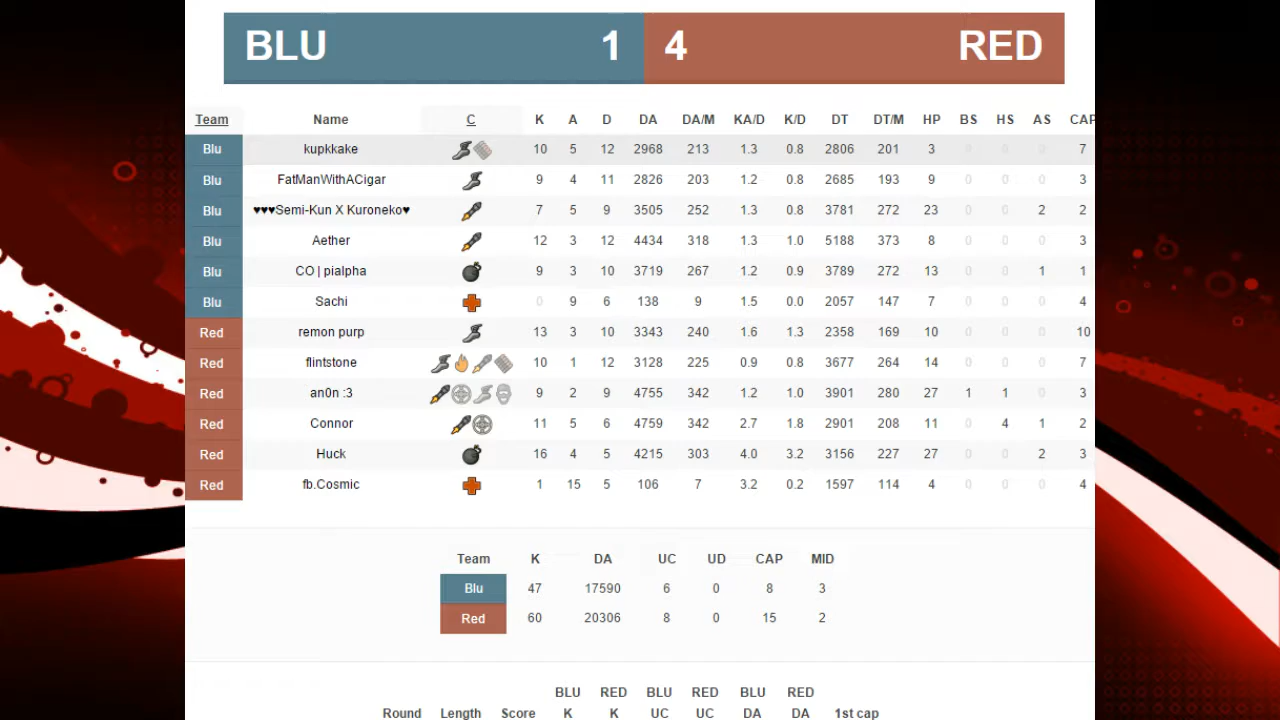 BLU 1 4 RED
Team Name C K A D DA DA/M KA/D K/D DT DT/M HP BS HS AS CAP
Blu kupkkake 10 5 12 2968 213 1.3 0.8 2806 201 3 0 0 0 7
Blu FatManWithACigar 9 4 11 2826 203 1.2 0.8 2685 193 9 0 0 0 3
Blu ♥♥♥Semi-Kun X Kuroneko♥ 7 5 9 3505 252 1.3 0.8 3781 272 23 0 0 2 2
Blu Aether 12 3 12 4434 318 1.3 1.0 5188 373 8 0 0 0 3
Blu CO | pialpha 9 3 10 3719 267 1.2 0.9 3789 272 13 0 0 1 1
Blu Sachi 0 9 6 138 9 1.5 0.0 2057 147 7 0 0 0 4
Red remon purp 13 3 10 3343 240 1.6 1.3 2358 169 10 0 0 0 10
Red flintstone 10 1 12 3128 225 0.9 0.8 3677 264 14 0 0 0 7
Red an0n :3 9 2 9 4755 342 1.2 1.0 3901 280 27 1 1 0 3
Red Connor 11 5 6 4759 342 2.7 1.8 2901 208 11 0 4 1 2
Red Huck 16 4 5 4215 303 4.0 3.2 3156 227 27 0 0 2 3
Red fb.Cosmic 1 15 5 106 7 3.2 0.2 1597 114 4 0 0 0 4
Team K DA UC UD CAP MID
Blu 47 17590 6 0 8 3
Red 60 20306 8 0 15 2
BLU RED BLU RED BLU RED
Round Length Score K K UC UC DA DA 1st cap